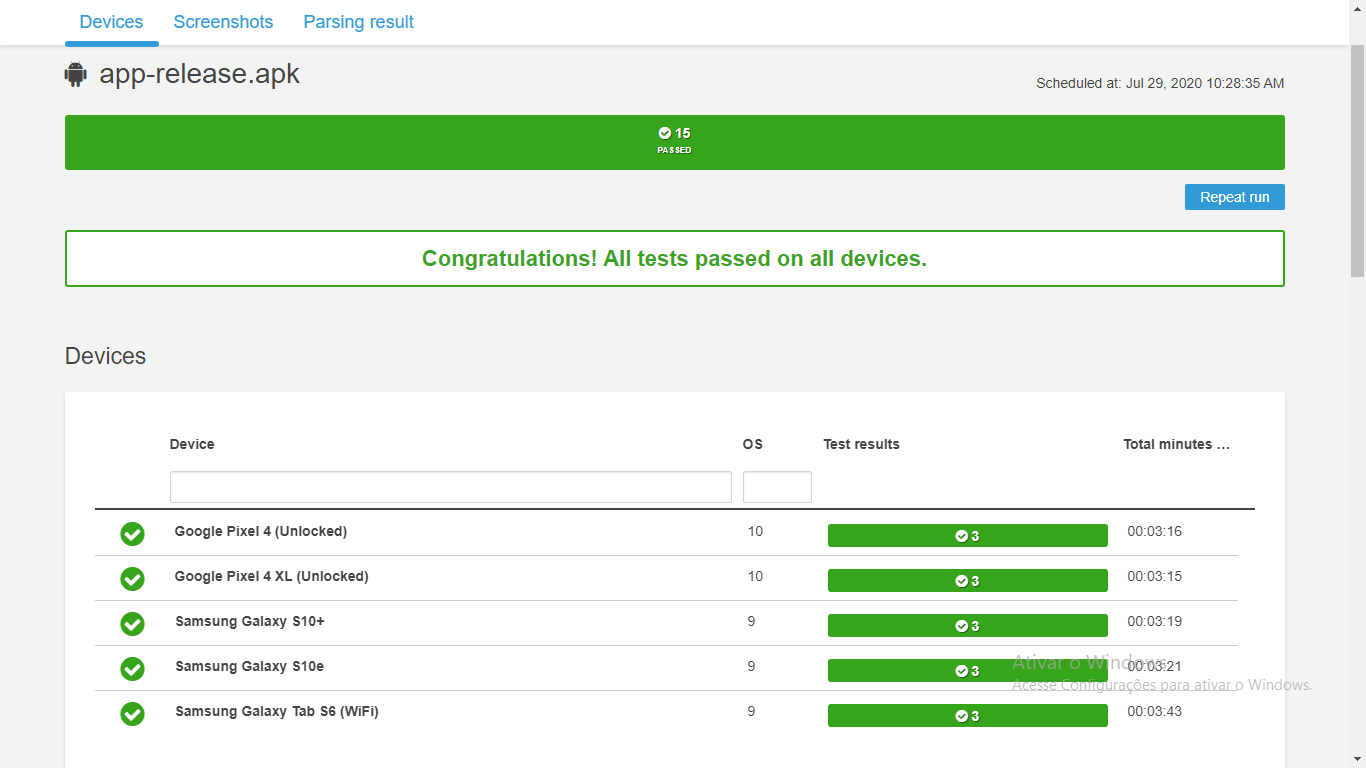 Devices Screenshots Parsing result
app-release.apk
Scheduled at: Jul 29, 2020 10:28:35 AM
15
PASSED
Repeat run
Congratulations! All tests passed on all devices.
Devices
Device OS Test results Total minutes …
Google Pixel 4 (Unlocked) 10 3 00:03:16
Google Pixel 4 XL (Unlocked) 10 3 00:03:15
Samsung Galaxy S10+ 9 3 00:03:19
Samsung Galaxy S10e 9 3 00:03:21
Ativar o Windows
Acesse Configurações para ativar o Windows.
Samsung Galaxy Tab S6 (WiFi) 9 3 00:03:43